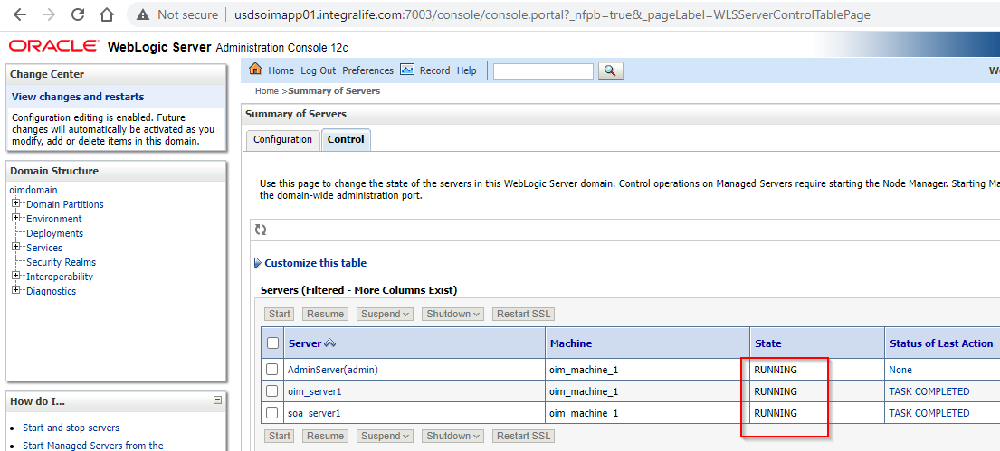 Not secure | usdsoimapp01.integralife.com:7003/console/console.portal?_nfpb=true&_pageLabel=WLSServerControlTablePage
ORACLE® WebLogic Server Administration Console 12c
Change Center
View changes and restarts
Configuration editing is enabled. Future
changes will automatically be activated as you
modify, add or delete items in this domain.
Domain Structure
oimdomain
Domain Partitions
Environment
Deployments
Services
Security Realms
Interoperability
Diagnostics
How do I...
Start and stop servers
Start Managed Servers from the
Home Log Out Preferences Record Help
Home >Summary of Servers
Summary of Servers
Configuration Control
Use this page to change the state of the servers in this WebLogic Server domain. Control operations on Managed Servers require starting the Node Manager. Starting
the domain-wide administration port.
Customize this table
Servers (Filtered - More Columns Exist)
Start Resume Suspend Shutdown Restart SSL
Server Machine State Status of Last Action
AdminServer(admin) oim_machine_1 RUNNING None
oim_server1 oim_machine_1 RUNNING TASK COMPLETED
soa_server1 oim_machine_1 RUNNING TASK COMPLETED
Start Resume Suspend Shutdown Restart SSL